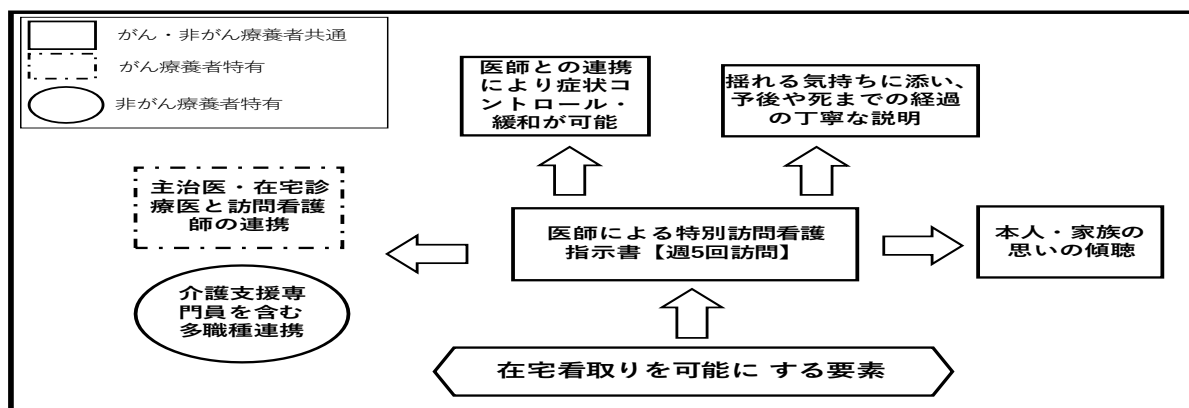 がん・非がん療養者共通
がん療養者特有
非がん療養者特有
医師との連携
により症状コ
ントロール・
緩和が可能
揺れる気持ちに添い、
予後や死までの経過
の丁寧な説明
主治医・在宅診
療医と訪問看護
師の連携
医師による特別訪問看護
指示書【週5回訪問】
本人・家族の
思いの傾聴
介護支援専
門員を含む
多職種連携
在宅看取りを可能に する要素